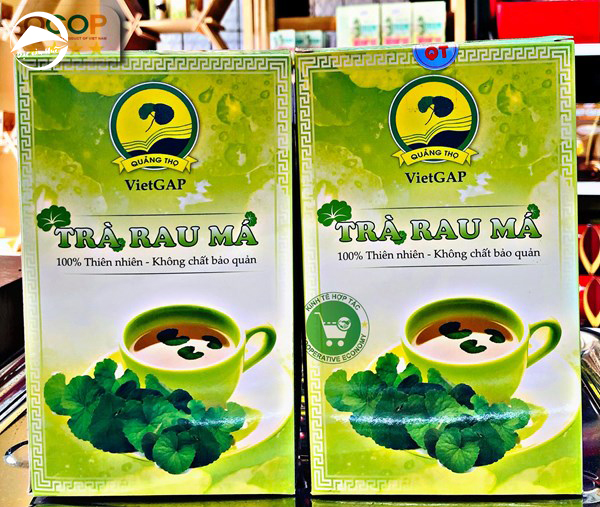 OCOP
QUẢNG THỌ
VietGAP
TRÀ RAU MÁ
100% Thiên nhiên - Không chất bảo quản
QT
QUẢNG THỌ
VietGAP
TRÀ RAU MÁ
100% Thiên nhiên - Không chất bảo quản
KINH TẾ HỢP TÁC
COOPERATIVE ECONOMY